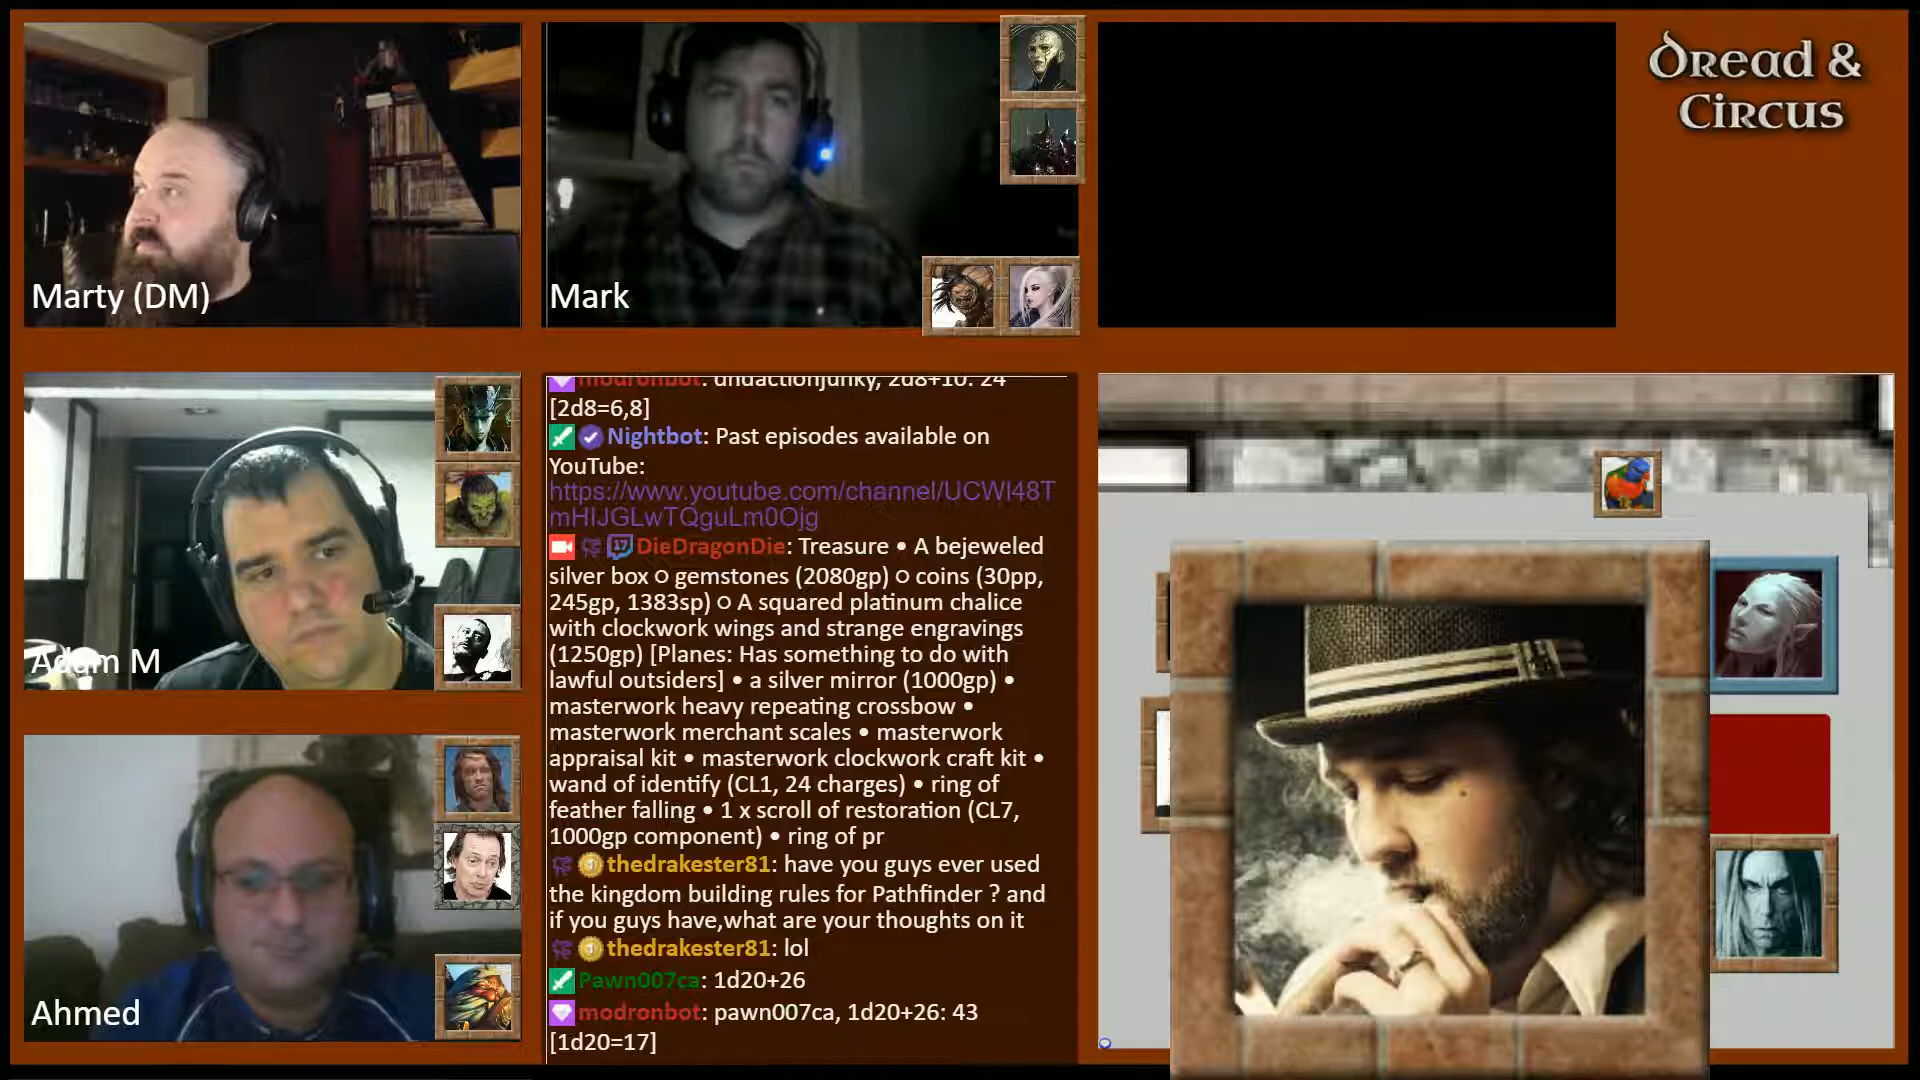 Dread &
Circus
Marty (DM)
Mark
modronbot: dndactionjunky, 2d8+10: 24
[2d8=6,8]
Nightbot: Past episodes available on
YouTube:
https://www.youtube.com/channel/UCWI48T
mHIJGLwTQguLm0Ojg
DieDragonDie: Treasure • A bejeweled
silver box ○ gemstones (2080gp) ○ coins (30pp,
245gp, 1383sp) ○ A squared platinum chalice
with clockwork wings and strange engravings
(1250gp) [Planes: Has something to do with
lawful outsiders] • a silver mirror (1000gp) •
masterwork heavy repeating crossbow •
masterwork merchant scales • masterwork
appraisal kit • masterwork clockwork craft kit •
wand of identify (CL1, 24 charges) • ring of
feather falling • 1 x scroll of restoration (CL7,
1000gp component) • ring of pr
thedrakester81: have you guys ever used
the kingdom building rules for Pathfinder ? and
if you guys have,what are your thoughts on it
thedrakester81: lol
Pawn007ca: 1d20+26
modronbot: pawn007ca, 1d20+26: 43
[1d20=17]
Adam M
Ahmed